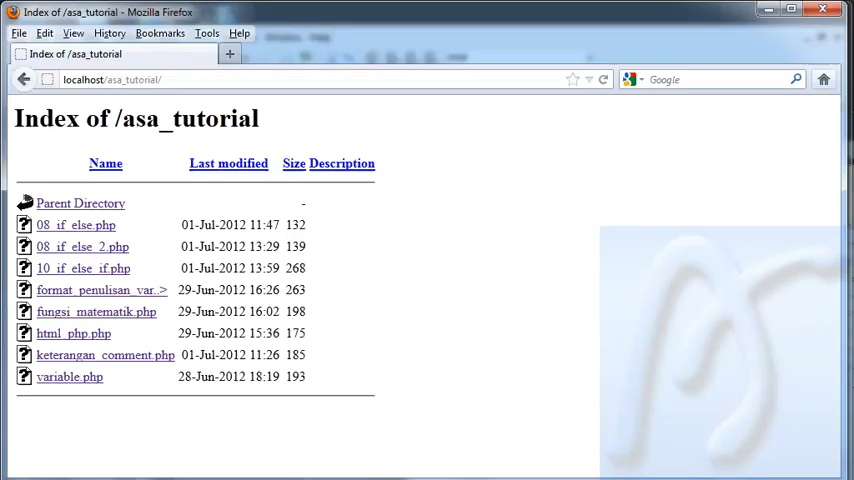 Index of /asa_tutorial - Mozilla Firefox
File Edit View History Bookmarks Tools Help
Index of /asa_tutorial
localhost/asa_tutorial/
Google
Index of /asa_tutorial
Name Last modified Size Description
Parent Directory -
08_if_else.php 01-Jul-2012 11:47 132
08_if_else_2.php 01-Jul-2012 13:29 139
10_if_else_if.php 01-Jul-2012 13:59 268
format_penulisan_var..> 29-Jun-2012 16:26 263
fungsi_matematik.php 29-Jun-2012 16:02 198
html_php.php 29-Jun-2012 15:36 175
keterangan_comment.php 01-Jul-2012 11:26 185
variable.php 28-Jun-2012 18:19 193